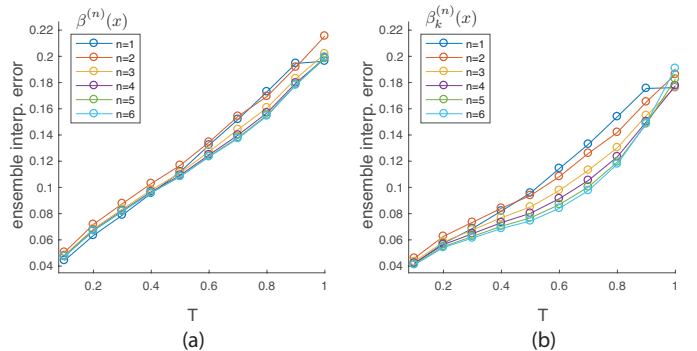 β^(n)(x)
n=1
n=2
n=3
n=4
n=5
n=6
ensemble interp. error
0.22
0.2
0.18
0.16
0.14
0.12
0.1
0.08
0.06
0.04
0.2 0.4 0.6 0.8 1
T
(a)
β_k^(n)(x)
n=1
n=2
n=3
n=4
n=5
n=6
ensemble interp. error
0.22
0.2
0.18
0.16
0.14
0.12
0.1
0.08
0.06
0.04
0.2 0.4 0.6 0.8 1
T
(b)